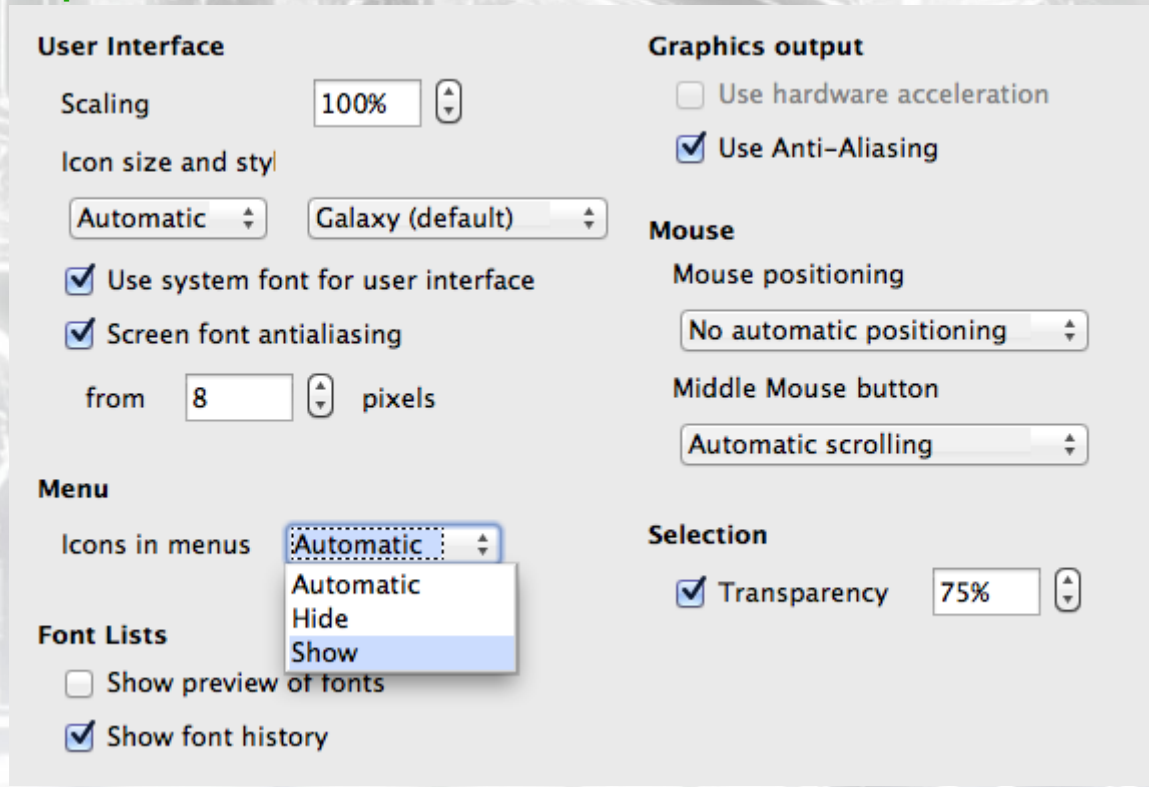 User Interface
Scaling 100%
Icon size and styl
Automatic Galaxy (default)
Use system font for user interface
Screen font antialiasing
from 8 pixels
Menu
Icons in menus Automatic
Automatic
Hide
Show
Font Lists
Show preview of fonts
Show font history
Graphics output
Use hardware acceleration
Use Anti-Aliasing
Mouse
Mouse positioning
No automatic positioning
Middle Mouse button
Automatic scrolling
Selection
Transparency 75%